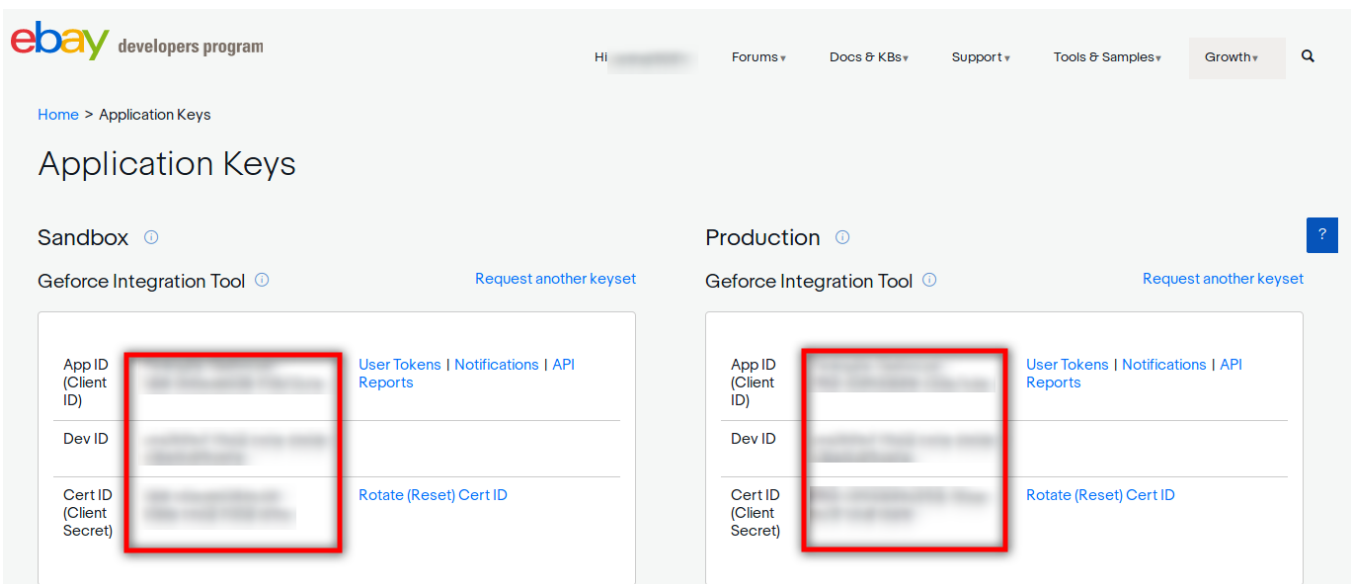 ebay developers program
Hi
Forums
Docs & KBs
Support
Tools & Samples
Growth
Home > Application Keys
Application Keys
Sandbox
Geforce Integration Tool
Request another keyset
App ID
(Client
ID)
User Tokens | Notifications | API
Reports
Dev ID
Cert ID
(Client
Secret)
Rotate (Reset) Cert ID
Production
?
Geforce Integration Tool
Request another keyset
App ID
(Client
ID)
User Tokens | Notifications | API
Reports
Dev ID
Cert ID
(Client
Secret)
Rotate (Reset) Cert ID